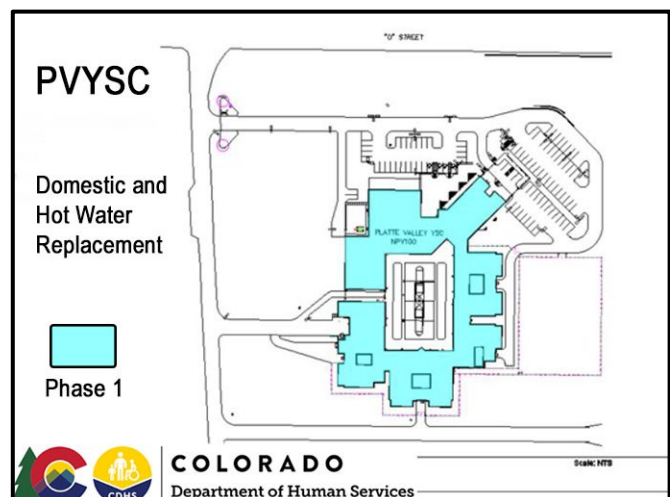 "O" STREET
PVYSC
Domestic and
Hot Water
Replacement
PLATTE VALLEY YSC
NPV100
Phase 1
CDHS
COLORADO
Department of Human Services
Scale: NTS